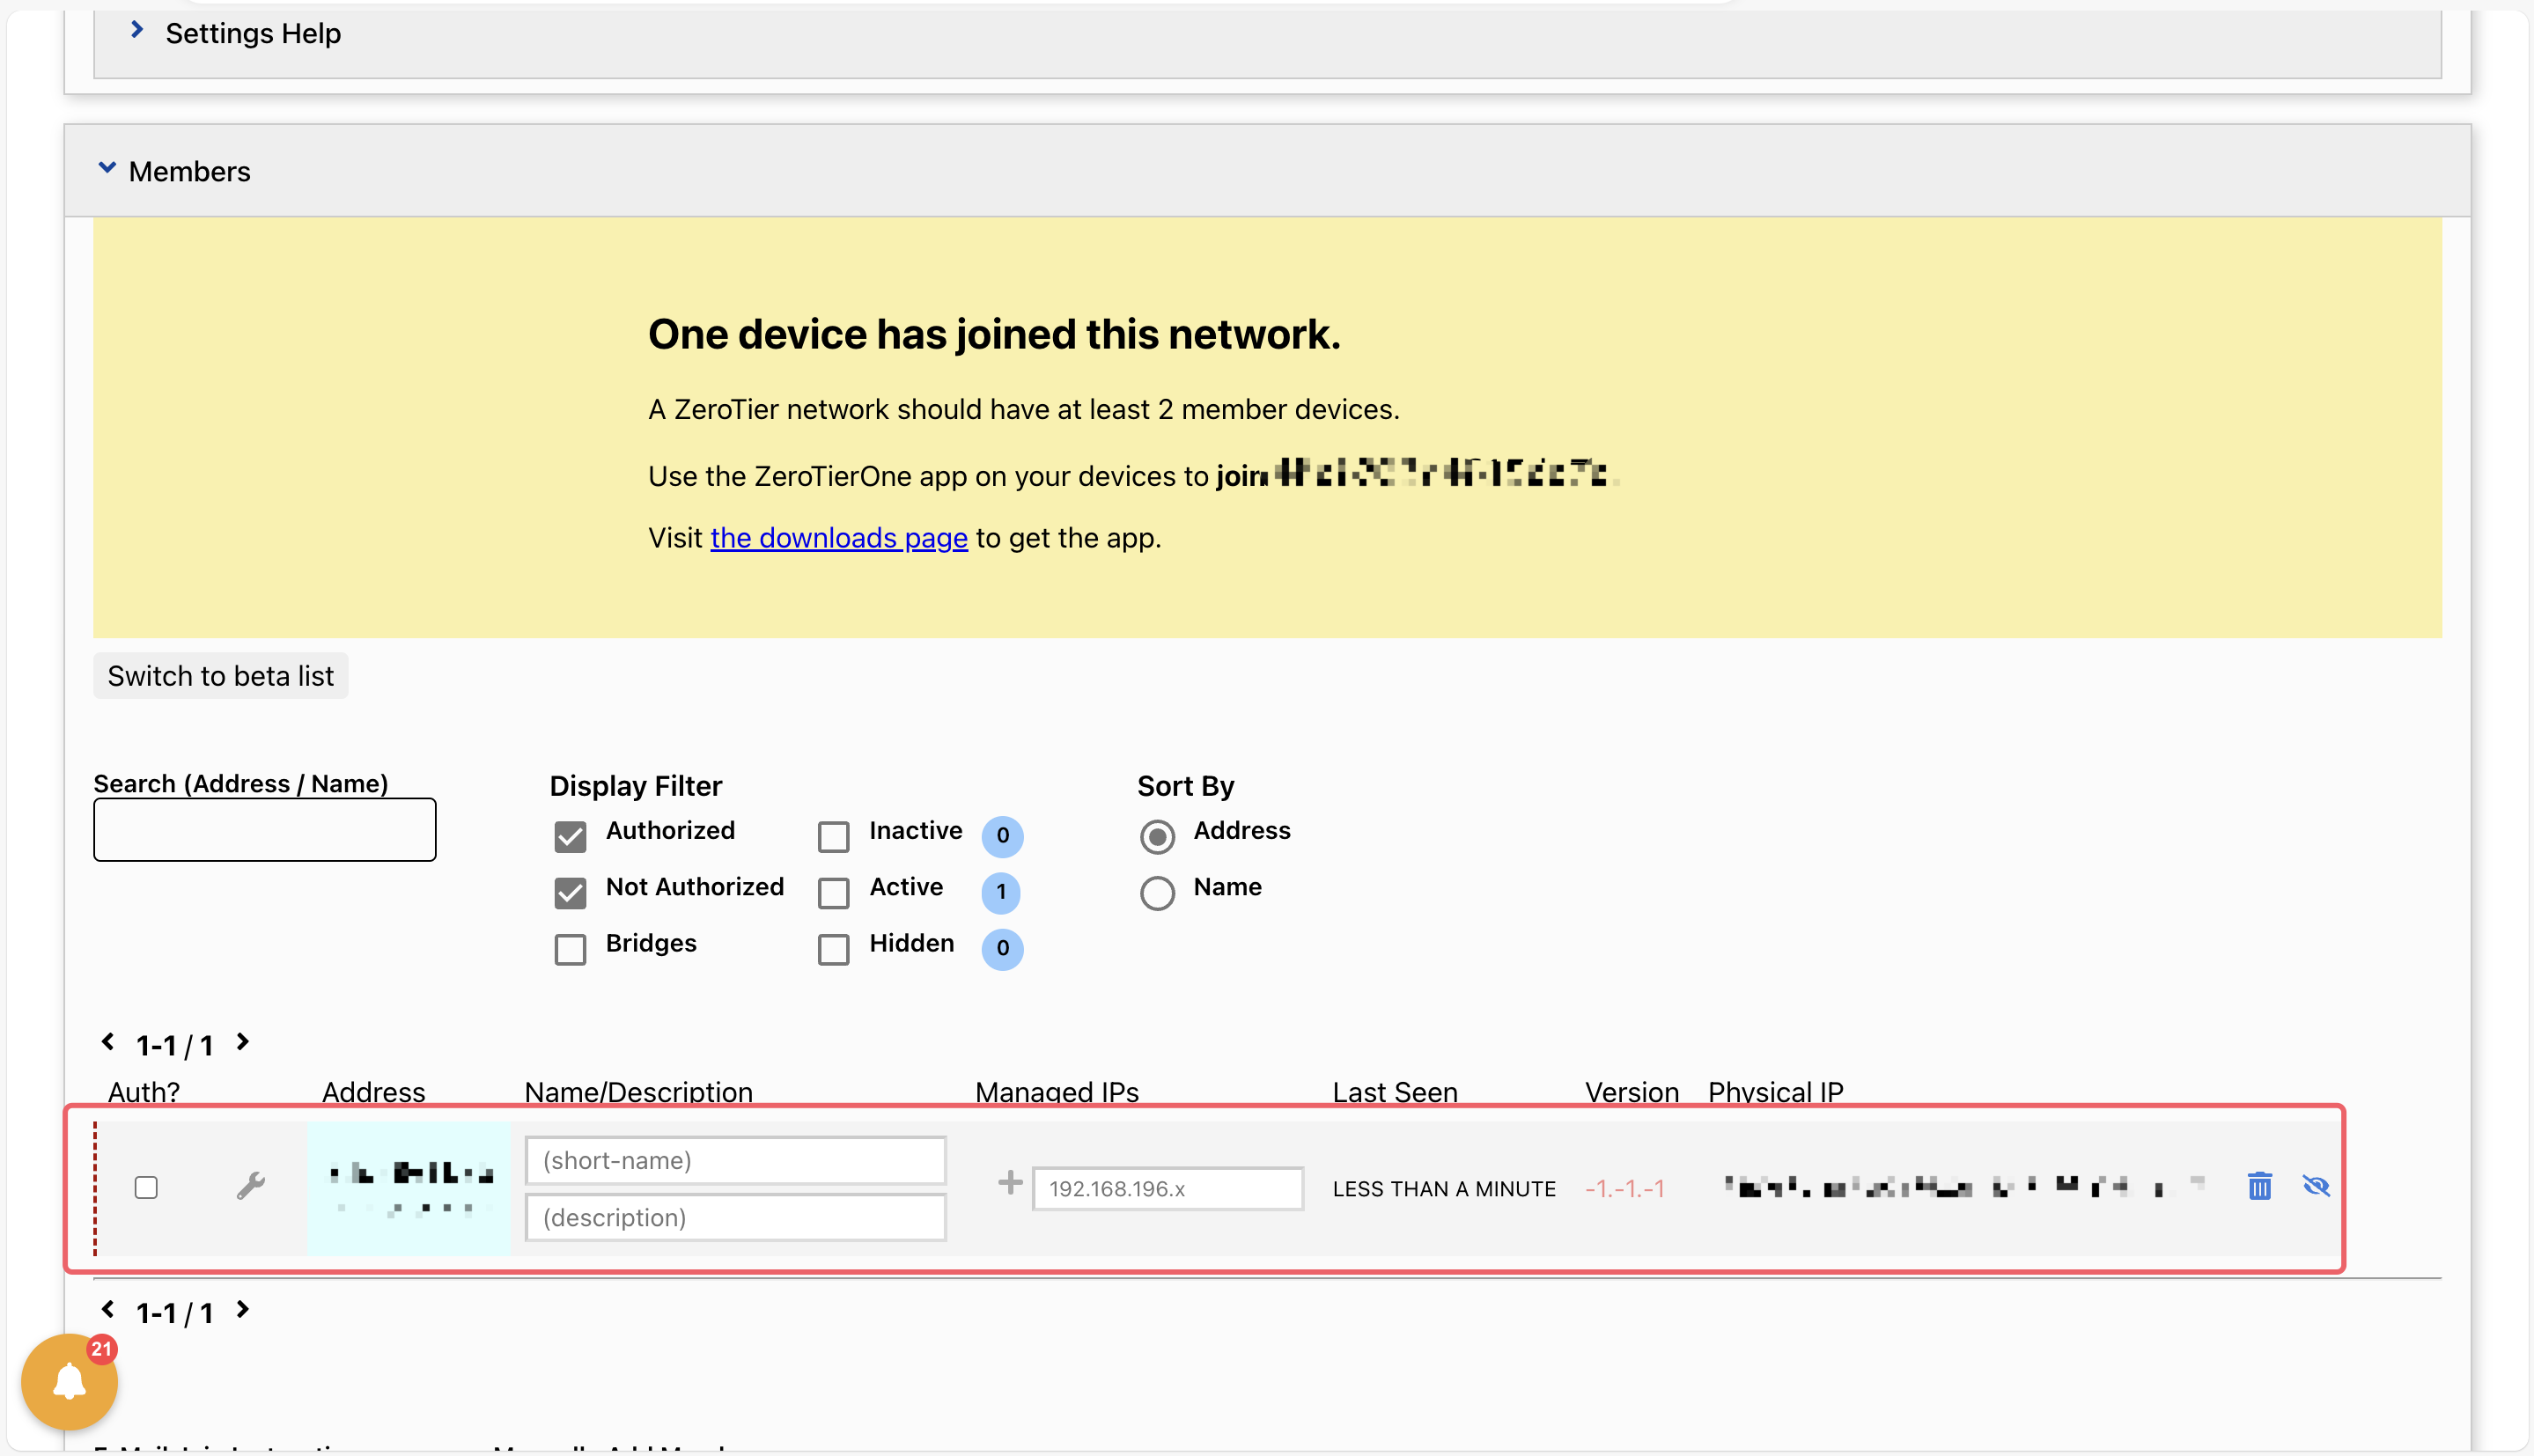 Settings Help
Members
One device has joined this network.
A ZeroTier network should have at least 2 member devices.
Use the ZeroTierOne app on your devices to join
Visit the downloads page to get the app.
Switch to beta list
Search (Address / Name)
Display Filter
Sort By
Authorized
Inactive
0
Address
Not Authorized
Active
1
Name
Bridges
Hidden
0
1-1 / 1
Auth?
Address
Name/Description
Managed IPs
Last Seen
Version
Physical IP
(short-name)
(description)
192.168.196.x
LESS THAN A MINUTE
-1.-1.-1
1-1 / 1
21